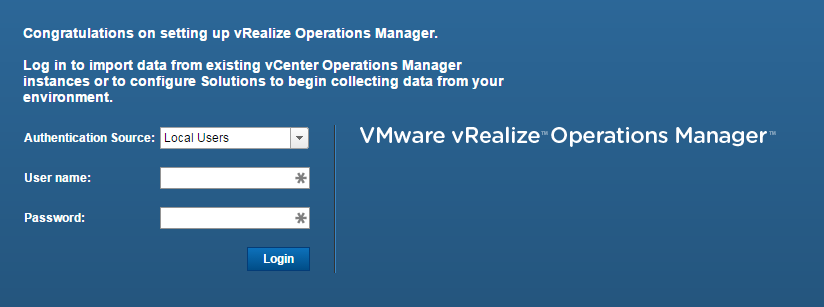 Congratulations on setting up vRealize Operations Manager.
Log in to import data from existing vCenter Operations Manager
instances or to configure Solutions to begin collecting data from your
environment.
Authentication Source: Local Users
User name: *
Password: *
Login
VMware vRealize™ Operations Manager™